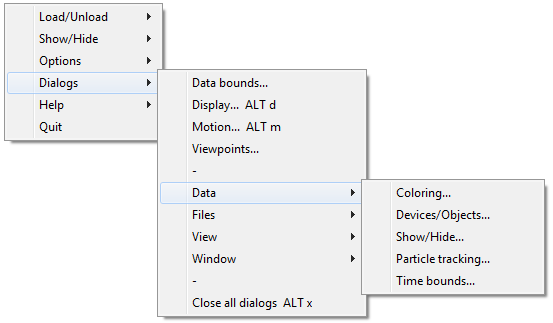 Load/Unload
Show/Hide
Options
Dialogs
Help
Quit
Data bounds...
Display... ALT d
Motion... ALT m
Viewpoints...
-
Data
Files
View
Window
-
Close all dialogs ALT x
Coloring...
Devices/Objects...
Show/Hide...
Particle tracking...
Time bounds...